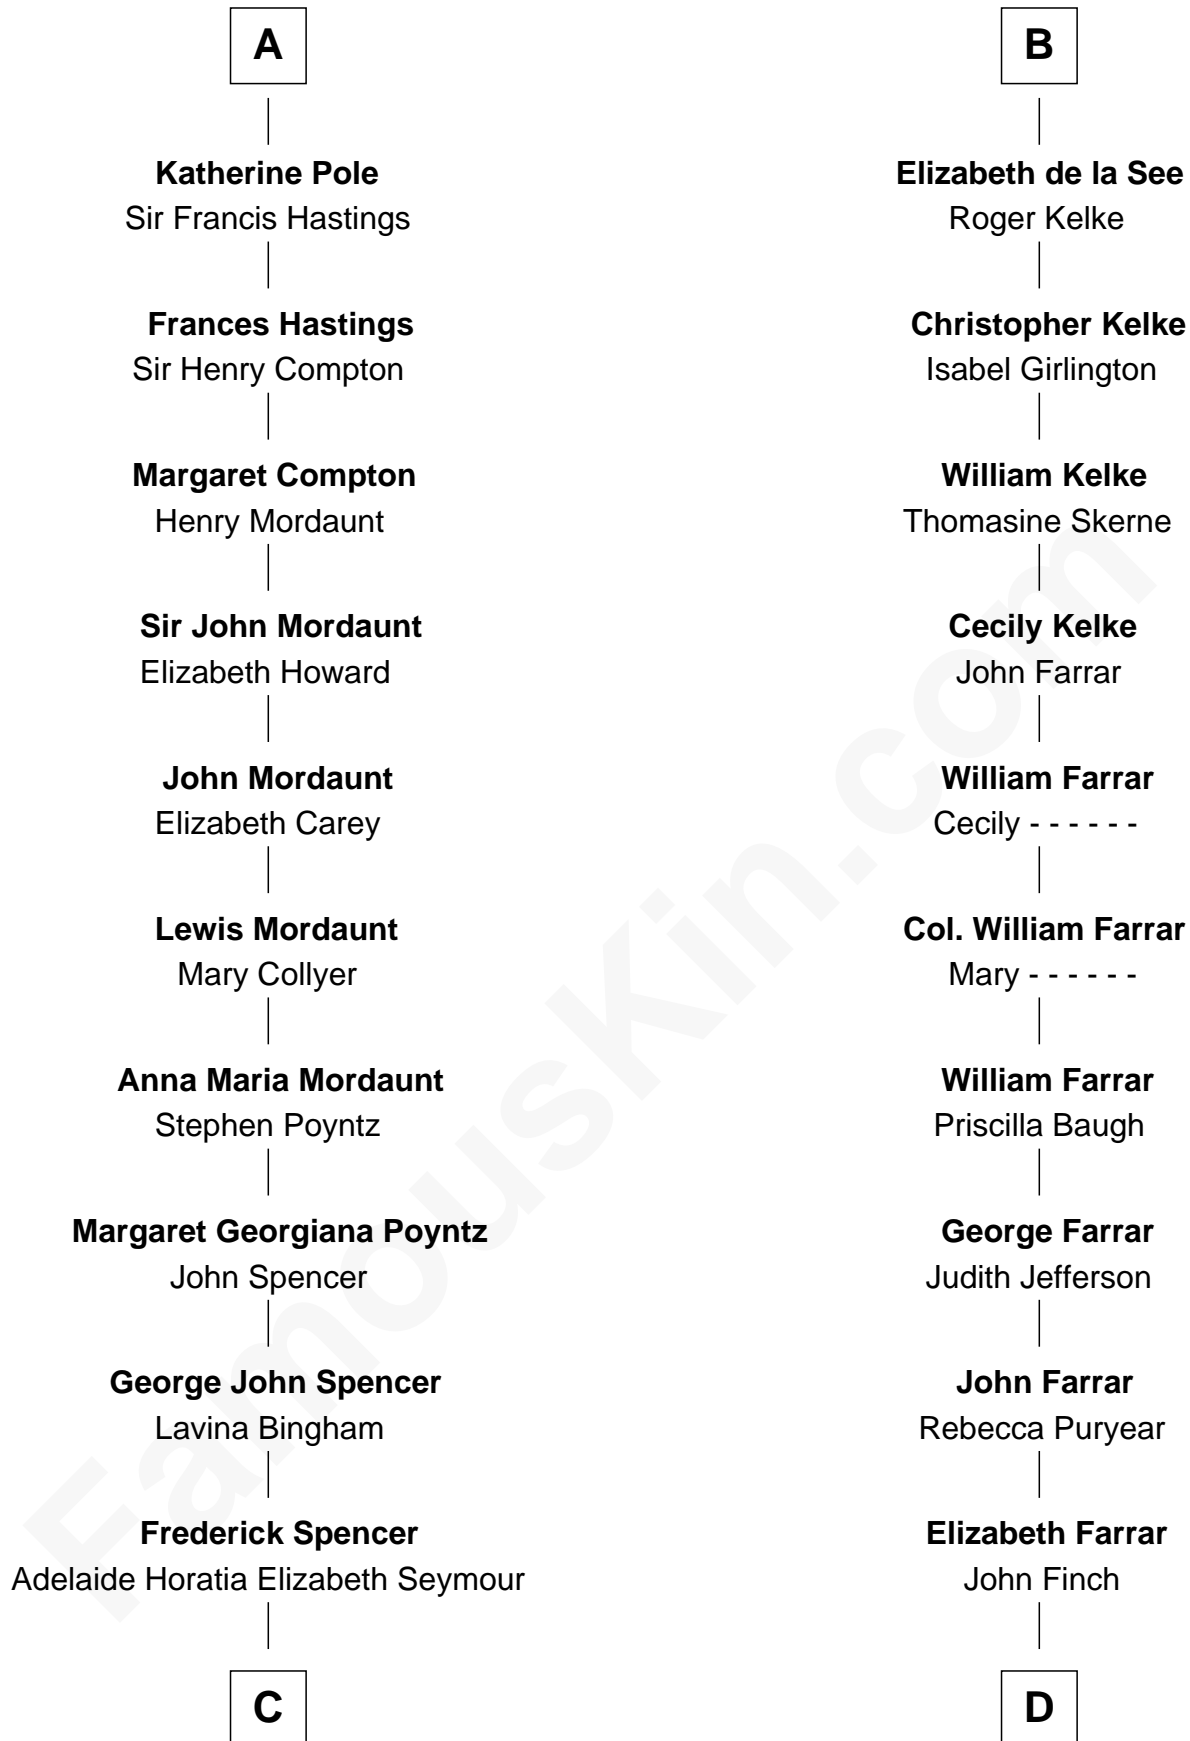 A
Katherine Pole
Sir Francis Hastings
Frances Hastings
Sir Henry Compton
Margaret Compton
Henry Mordaunt
Sir John Mordaunt
Elizabeth Howard
John Mordaunt
Elizabeth Carey
Lewis Mordaunt
Mary Collyer
Anna Maria Mordaunt
Stephen Poyntz
Margaret Georgiana Poyntz
John Spencer
George John Spencer
Lavina Bingham
Frederick Spencer
Adelaide Horatia Elizabeth Seymour
C
B
Elizabeth de la See
Roger Kelke
Christopher Kelke
Isabel Girlington
William Kelke
Thomasine Skerne
Cecily Kelke
John Farrar
William Farrar
Cecily - - - - - -
Col. William Farrar
Mary - - - - - -
William Farrar
Priscilla Baugh
George Farrar
Judith Jefferson
John Farrar
Rebecca Puryear
Elizabeth Farrar
John Finch
D
FamousKin.com